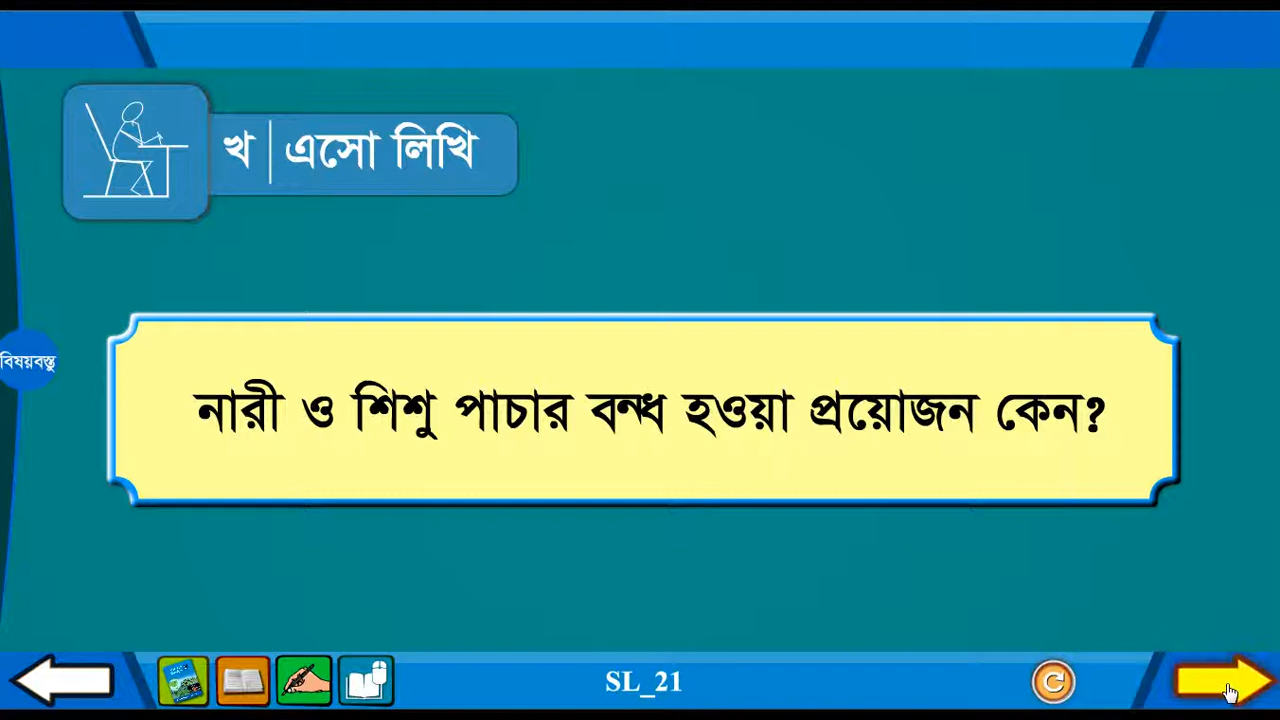 খ | এসো লিখি
নারী ও শিশু পাচার বন্ধ হওয়া প্রয়োজন কেন?
বিষয়বস্তু
SL_21